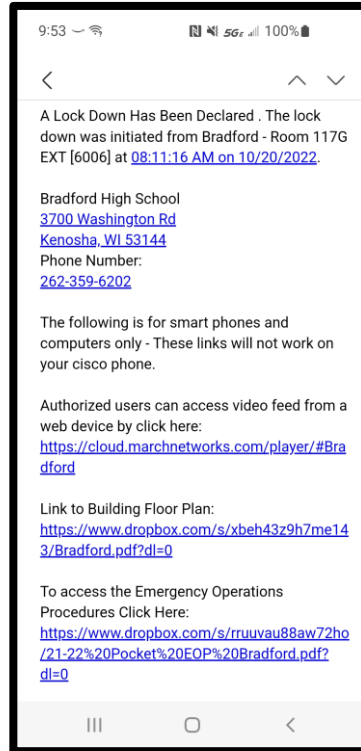 9:53
5GE 100%
A Lock Down Has Been Declared . The lock
down was initiated from Bradford - Room 117G
EXT [6006] at 08:11:16 AM on 10/20/2022.
Bradford High School
3700 Washington Rd
Kenosha, WI 53144
Phone Number:
262-359-6202
The following is for smart phones and
computers only - These links will not work on
your cisco phone.
Authorized users can access video feed from a
web device by click here:
https://cloud.marchnetworks.com/player/#Bra
dford
Link to Building Floor Plan:
https://www.dropbox.com/s/xbeh43z9h7me14
3/Bradford.pdf?dl=0
To access the Emergency Operations
Procedures Click Here:
https://www.dropbox.com/s/rruuvau88aw72ho
/21-22%20Pocket%20EOP%20Bradford.pdf?
dl=0